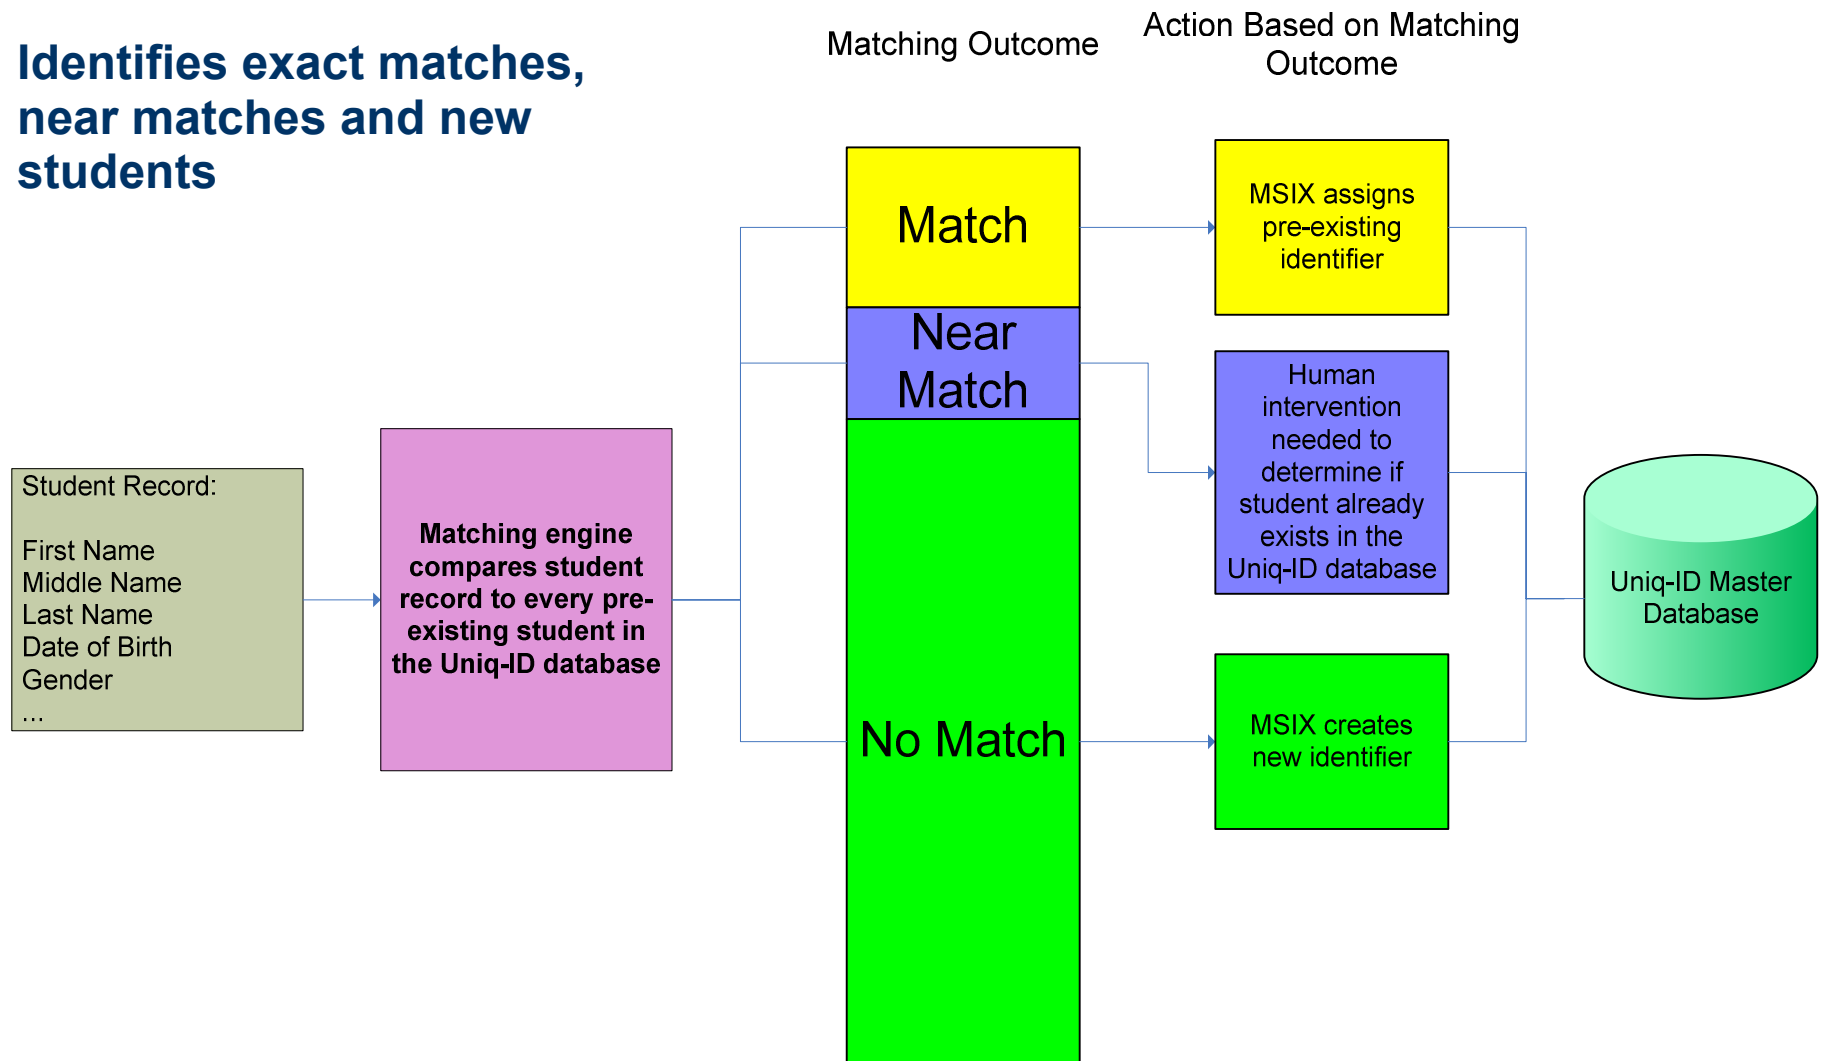 Identifies exact matches,
near matches and new
students
Matching Outcome
Action Based on Matching
Outcome
Student Record:
First Name
Middle Name
Last Name
Date of Birth
Gender
...
Matching engine
compares student
record to every pre-
existing student in
the Uniq-ID database
Match
Near
Match
No Match
MSIX assigns
pre-existing
identifier
Human
intervention
needed to
determine if
student already
exists in the
Uniq-ID database
MSIX creates
new identifier
Uniq-ID Master
Database